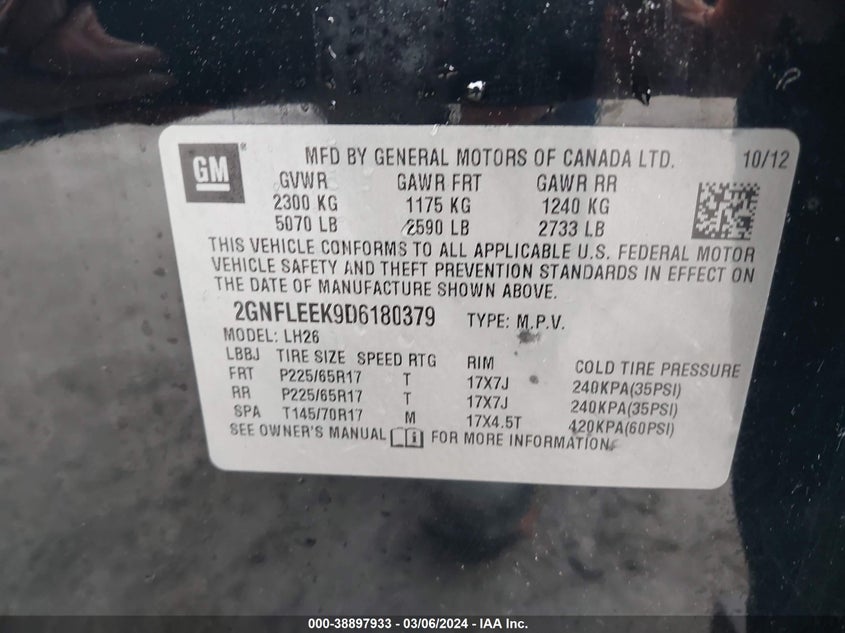 GM ® MFD BY GENERAL MOTORS OF CANADA LTD. 10/12
GVWR GAWR FRT GAWR RR
2300 KG 1175 KG 1240 KG
5070 LB 2590 LB 2733 LB
THIS VEHICLE CONFORMS TO ALL APPLICABLE U.S. FEDERAL MOTOR
VEHICLE SAFETY AND THEFT PREVENTION STANDARDS IN EFFECT ON
THE DATE OF MANUFACTURE SHOWN ABOVE.
2GNFLEEK9D6180379 TYPE: M.P.V.
MODEL: LH26
LBBJ TIRE SIZE SPEED RTG RIM COLD TIRE PRESSURE
FRT P225/65R17 T 17X7J 240KPA(35PSI)
RR P225/65R17 T 17X7J 240KPA(35PSI)
SPA T145/70R17 M 17X4.5T 420KPA(60PSI)
SEE OWNER'S MANUAL FOR MORE INFORMATION.
000-38897933 - 03/06/2024 - IAA Inc.